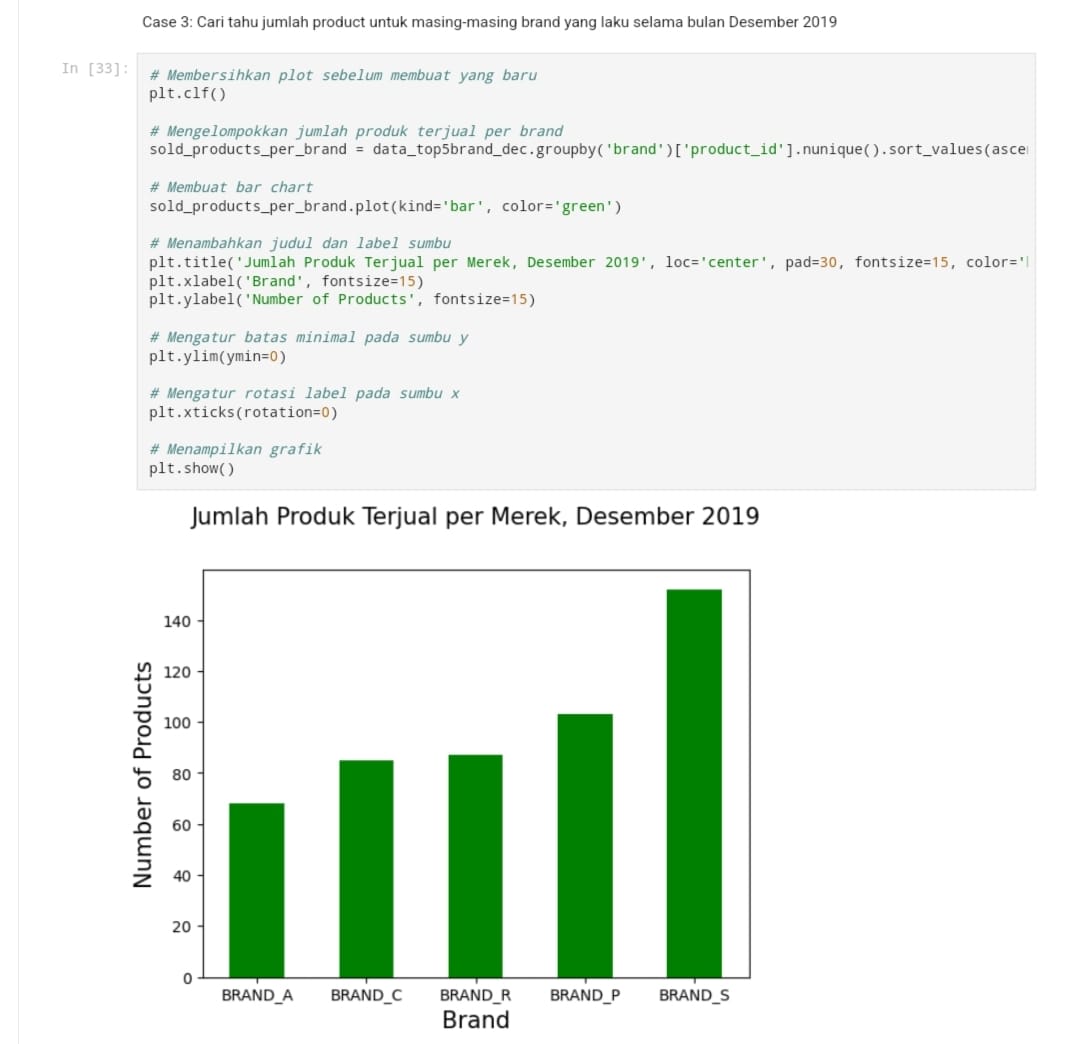 Case 3: Cari tahu jumlah product untuk masing-masing brand yang laku selama bulan Desember 2019
In [33]:
# Membersihkan plot sebelum membuat yang baru
plt.clf()
# Mengelompokkan jumlah produk terjual per brand
sold_products_per_brand = data_top5brand_dec.groupby('brand')['product_id'].nunique().sort_values(
# Membuat bar chart
sold_products_per_brand.plot(kind='bar', color='green')
# Menambahkan judul dan label sumbu
plt.title('Jumlah Produk Terjual per Merek, Desember 2019', loc='center', pad=30, fontsize=15, color='
plt.xlabel('Brand', fontsize=15)
plt.ylabel('Number of Products', fontsize=15)
# Mengatur batas minimal pada sumbu y
plt.ylim(ymin=0)
# Mengatur rotasi label pada sumbu x
plt.xticks(rotation=0)
# Menampilkan grafik
plt.show()
Jumlah Produk Terjual per Merek, Desember 2019
Number of Products
140
120
100
80
60
40
20
0
BRAND_A BRAND_C BRAND_R BRAND_P BRAND_S
Brand